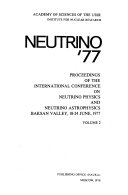 ACADEMY OF SCIENCES OF THE USSR
INSTITUTE FOR NUCLEAR RESEARCH
NEUTRINO
'77
PROCEEDINGS
OF THE
INTERNATIONAL CONFERENCE
ON
NEUTRINO PHYSICS
AND
NEUTRINO ASTROPHYSICS
BAKSAN VALLEY, 18-24 JUNE, 1977
VOLUME 2
PUBLISHING OFFICE «NAUKA»
MOSCOW, 1978